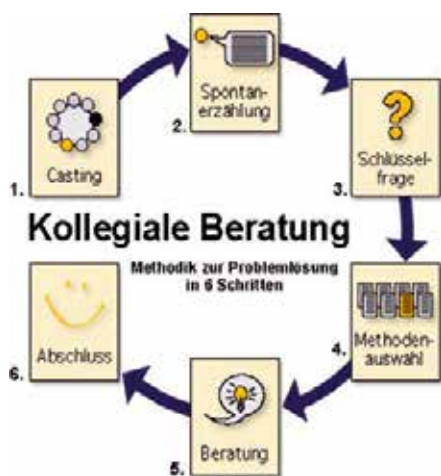 1.
Casting
2.
Spontan-
erzählung
3.
Schlüssel-
frage
Kollegiale Beratung
Methodik zur Problemlösung
in 6 Schritten
4.
Methoden-
auswahl
5.
Beratung
6.
Abschluss